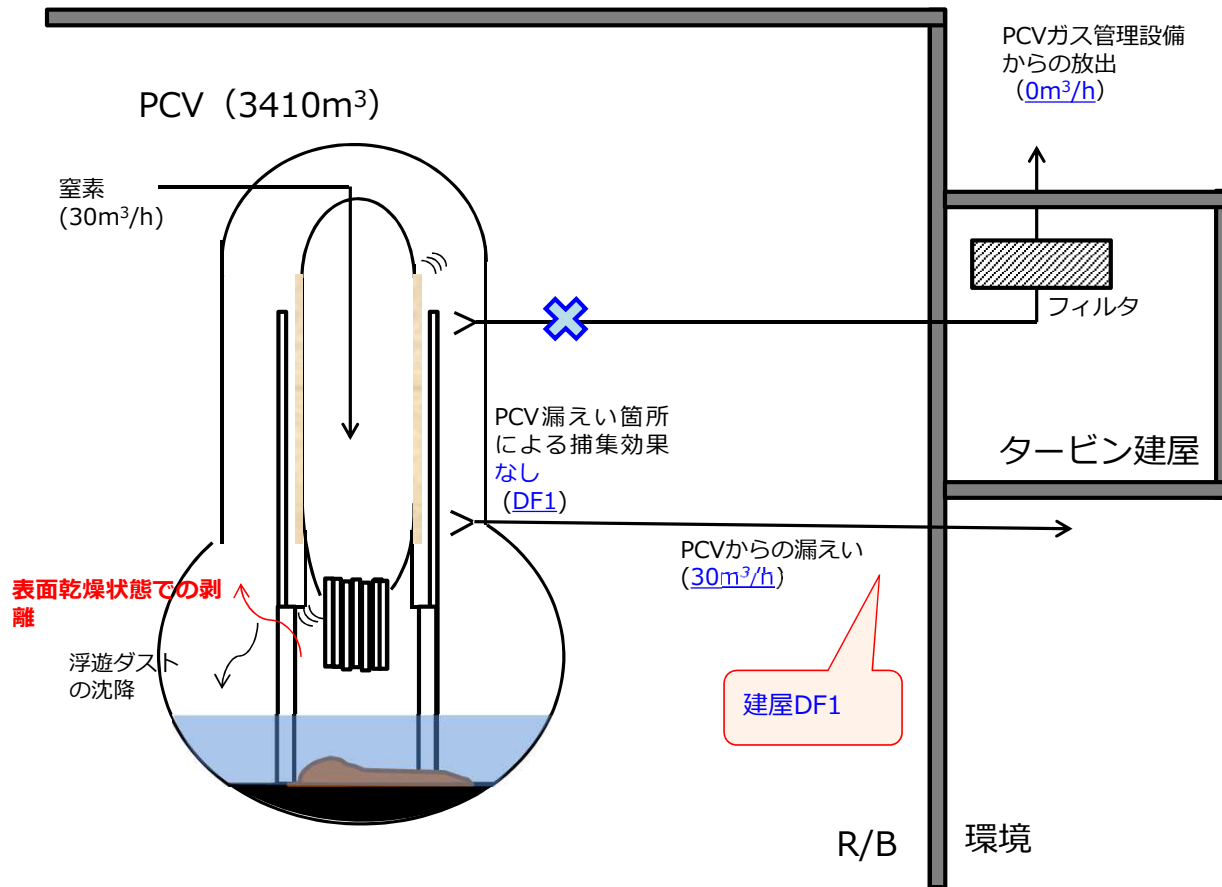 PCVガス管理設備
からの放出
（0m³/h）
PCV（3410m³）
窒素
(30m³/h)
フィルタ
PCV漏えい箇所
による捕集効果
なし
（DF1）
タービン建屋
PCVからの漏えい
（30m³/h）
表面乾燥状態での剥
離
浮遊ダスト
の沈降
建屋DF1
R/B
環境